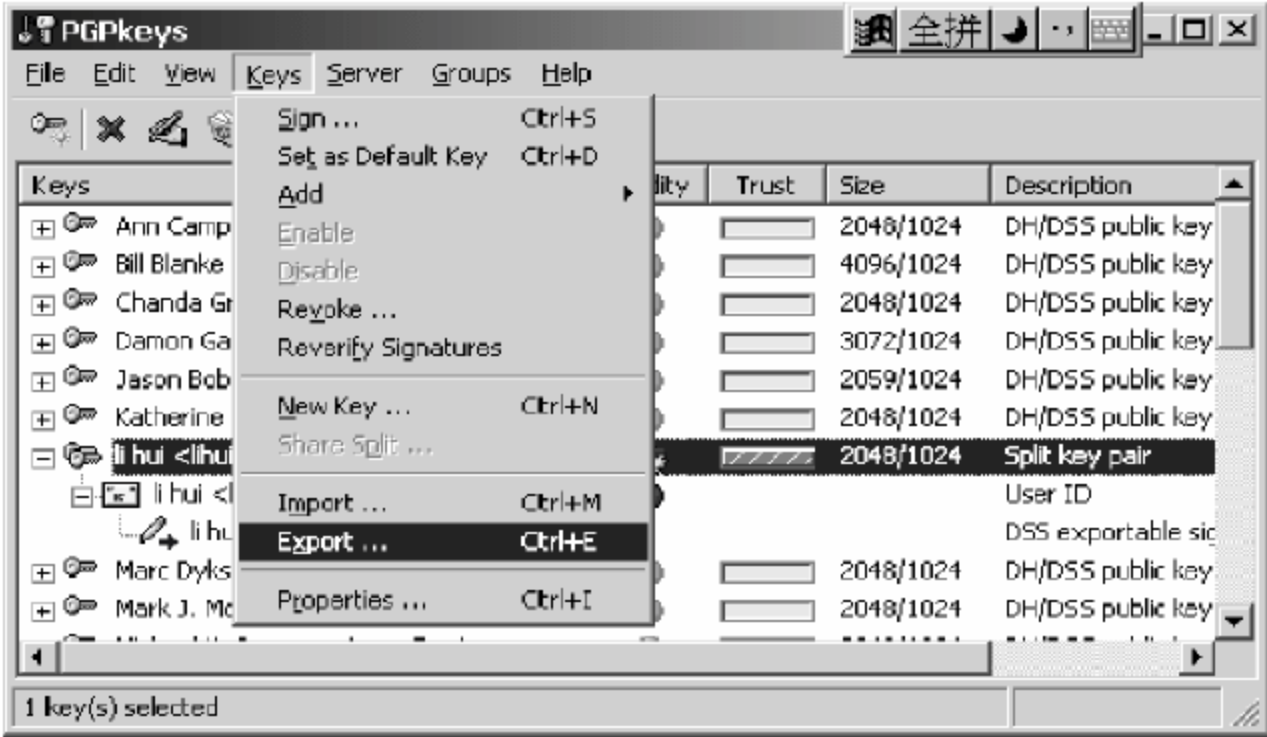 PGPkeys 全拼
File Edit View Keys Server Groups Help
Sign ... Ctrl+S
Set as Default Key Ctrl+D
Add
Enable
Disable
Revoke ...
Reverify Signatures
New Key ... Ctrl+N
Share Split ...
Import ... Ctrl+M
Export ... Ctrl+E
Properties ... Ctrl+I
Keys dity Trust Size Description
Ann Camp 2048/1024 DH/DSS public key
Bill Blanke 4096/1024 DH/DSS public key
Chanda Gr 2048/1024 DH/DSS public key
Damon Ga 3072/1024 DH/DSS public key
Jason Bob 2059/1024 DH/DSS public key
Katherine 2048/1024 DH/DSS public key
li hui <lihui 2048/1024 Split key pair
li hui <l User ID
li hu DSS exportable sig
Marc Dyks 2048/1024 DH/DSS public key
Mark J. Mc 2048/1024 DH/DSS public key
1 key(s) selected